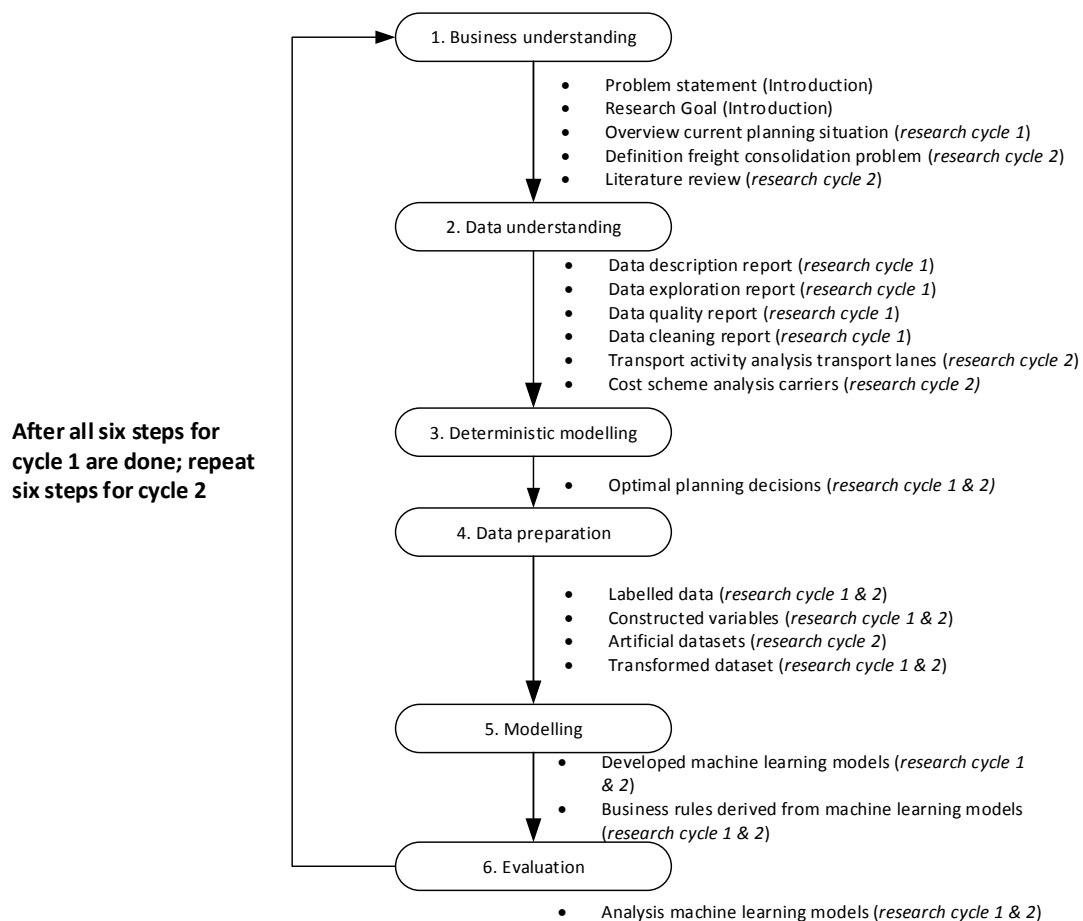 1. Business understanding
• Problem statement (Introduction)
• Research Goal (Introduction)
• Overview current planning situation (research cycle 1)
• Definition freight consolidation problem (research cycle 2)
• Literature review (research cycle 2)
2. Data understanding
• Data description report (research cycle 1)
• Data exploration report (research cycle 1)
• Data quality report (research cycle 1)
• Data cleaning report (research cycle 1)
• Transport activity analysis transport lanes (research cycle 2)
• Cost scheme analysis carriers (research cycle 2)
After all six steps for
cycle 1 are done; repeat
six steps for cycle 2
3. Deterministic modelling
• Optimal planning decisions (research cycle 1 & 2)
4. Data preparation
• Labelled data (research cycle 1 & 2)
• Constructed variables (research cycle 1 & 2)
• Artificial datasets (research cycle 2)
• Transformed dataset (research cycle 1 & 2)
5. Modelling
• Developed machine learning models (research cycle 1
& 2)
• Business rules derived from machine learning models
(research cycle 1 & 2)
6. Evaluation
• Analysis machine learning models (research cycle 1 & 2)